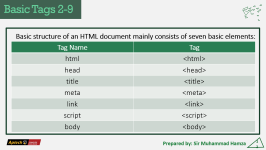 Basic Tags 2-9
Basic structure of an HTML document mainly consists of seven basic elements:
Tag Name Tag
html <html>
head <head>
title <title>
meta <meta>
link <link>
script <script>
body <body>
Prepared by: Sir Muhammad Hamza